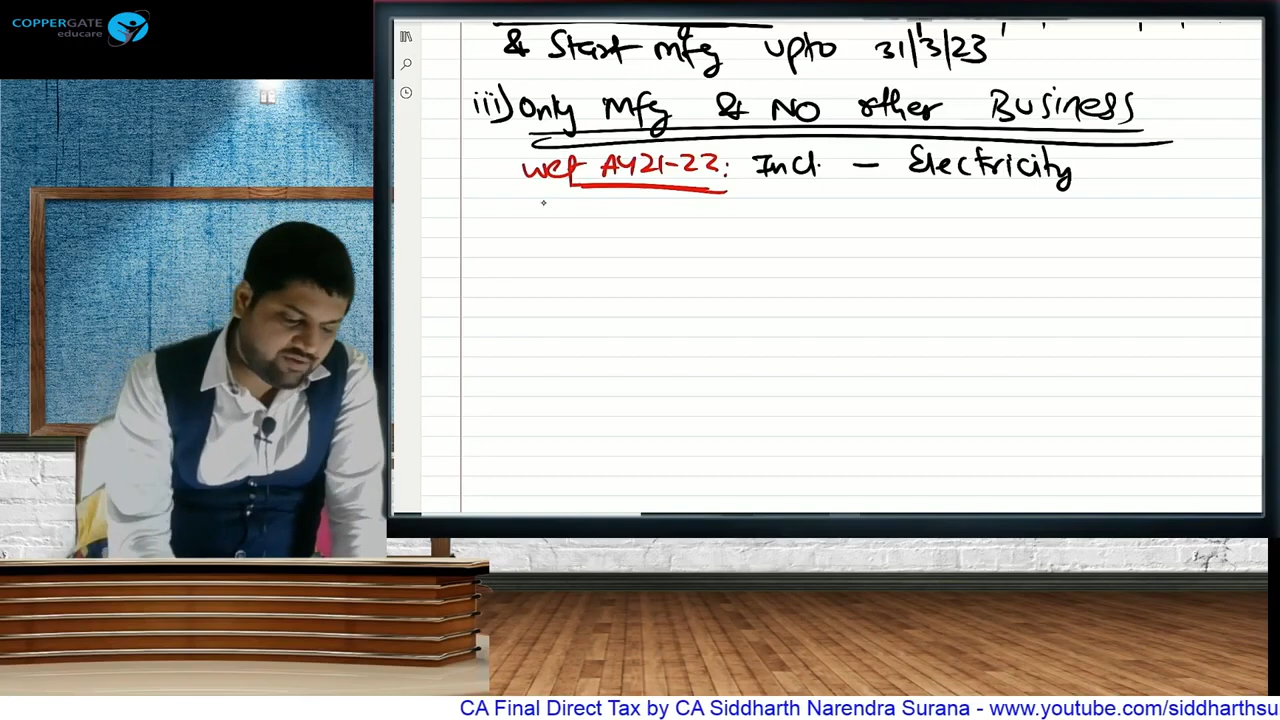 COPPERGATE
educare
& Start mfg upto 31/3/23
iii) Only Mfg & NO other Business
wef AY21-22: Incl. - Electricity
CA Final Direct Tax by CA Siddharth Narendra Surana - www.youtube.com/siddharthsu